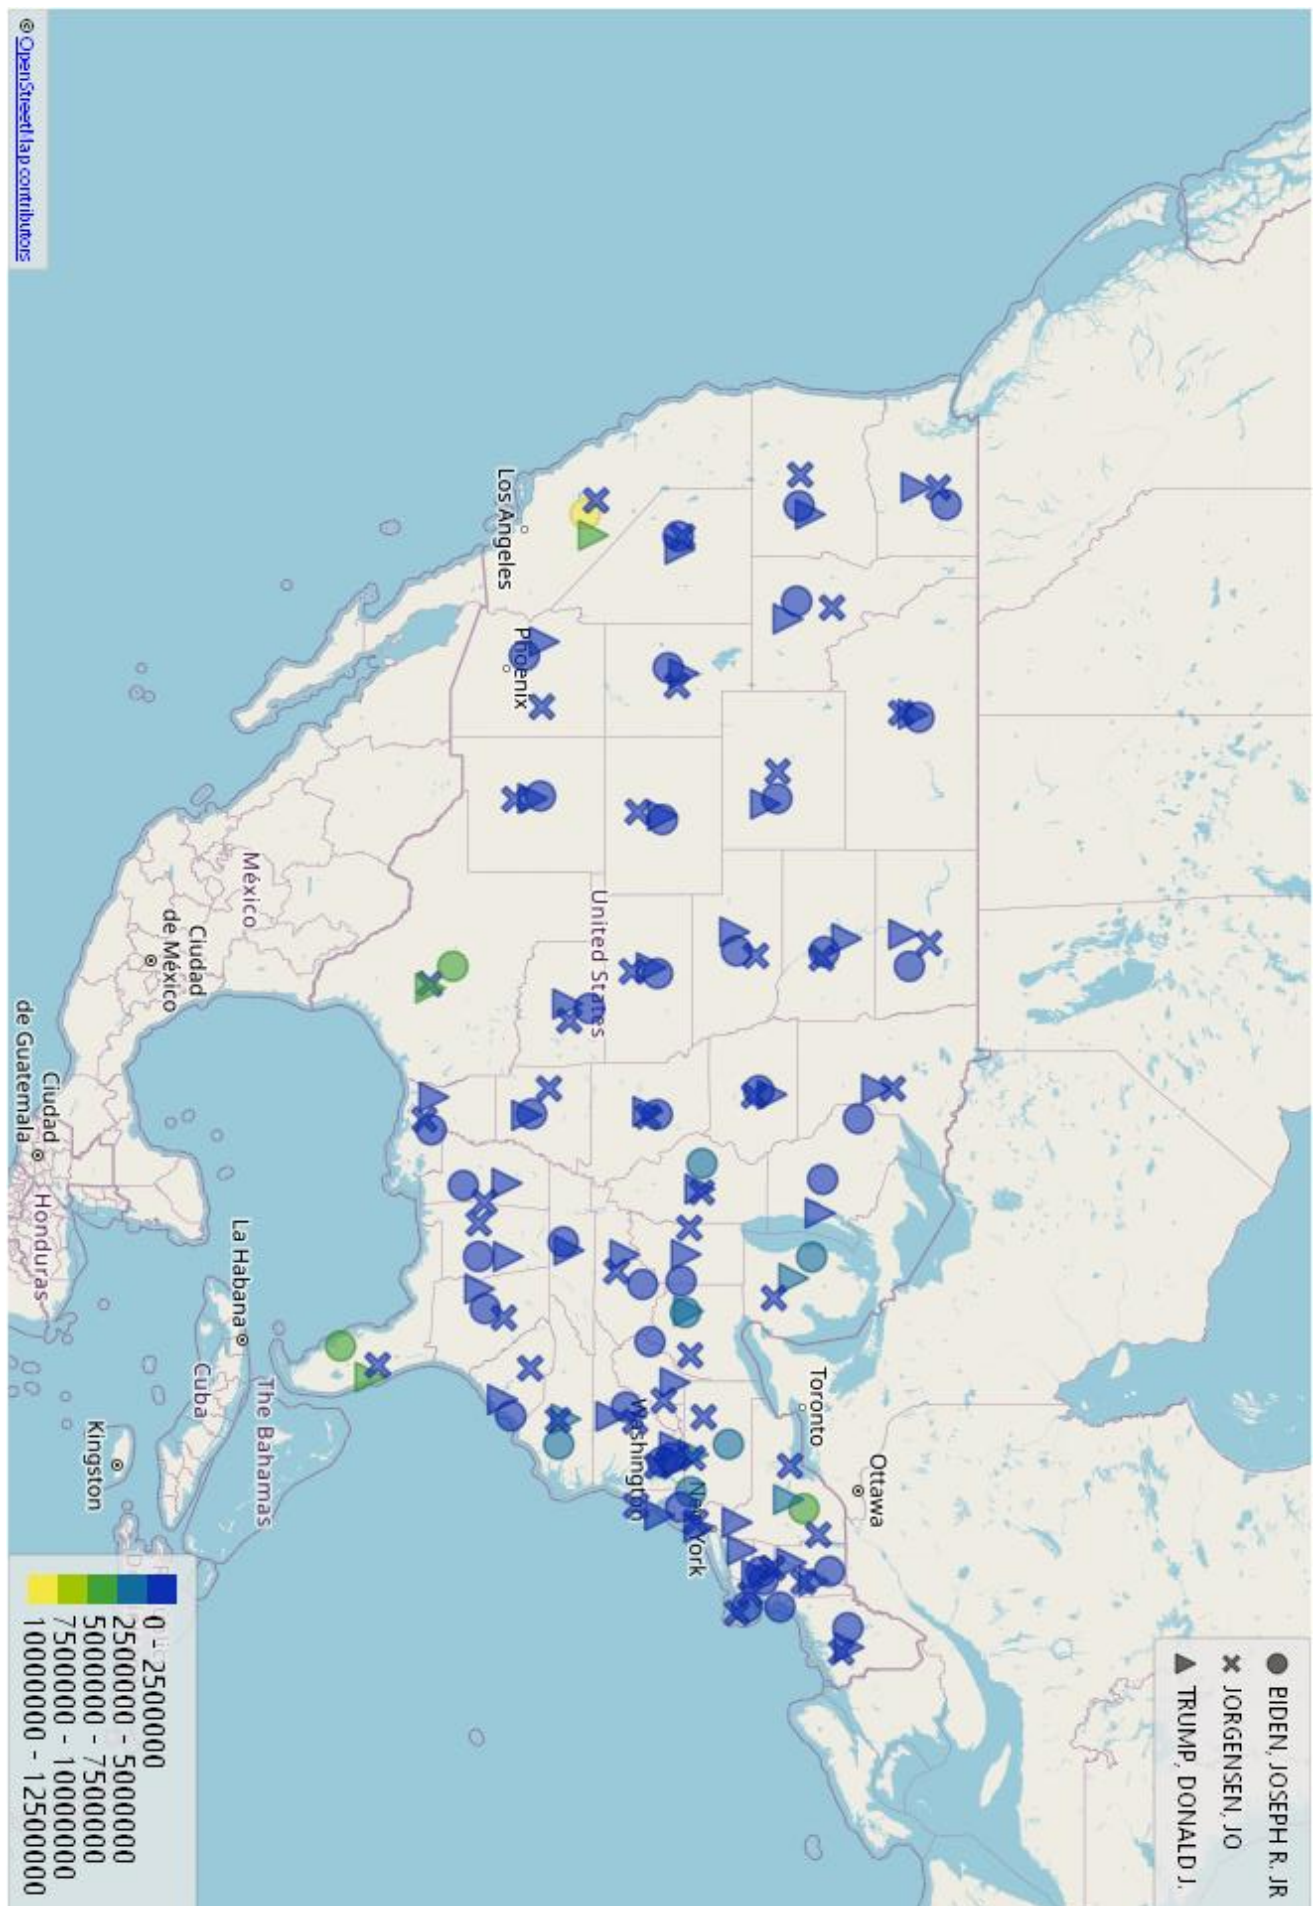 BIDEN, JOSEPH R. JR
JORGENSEN, JO
TRUMP, DONALD J.
Ottawa
Toronto
New York
Washington
United States
Phoenix
Los Angeles
The Bahamas
México
La Habana
Ciudad
de México
Cuba
Kingston
Ciudad
de Guatemala
Honduras
0 - 2500000
2500000 - 5000000
5000000 - 7500000
7500000 - 10000000
10000000 - 12500000
© OpenStreetMap contributors